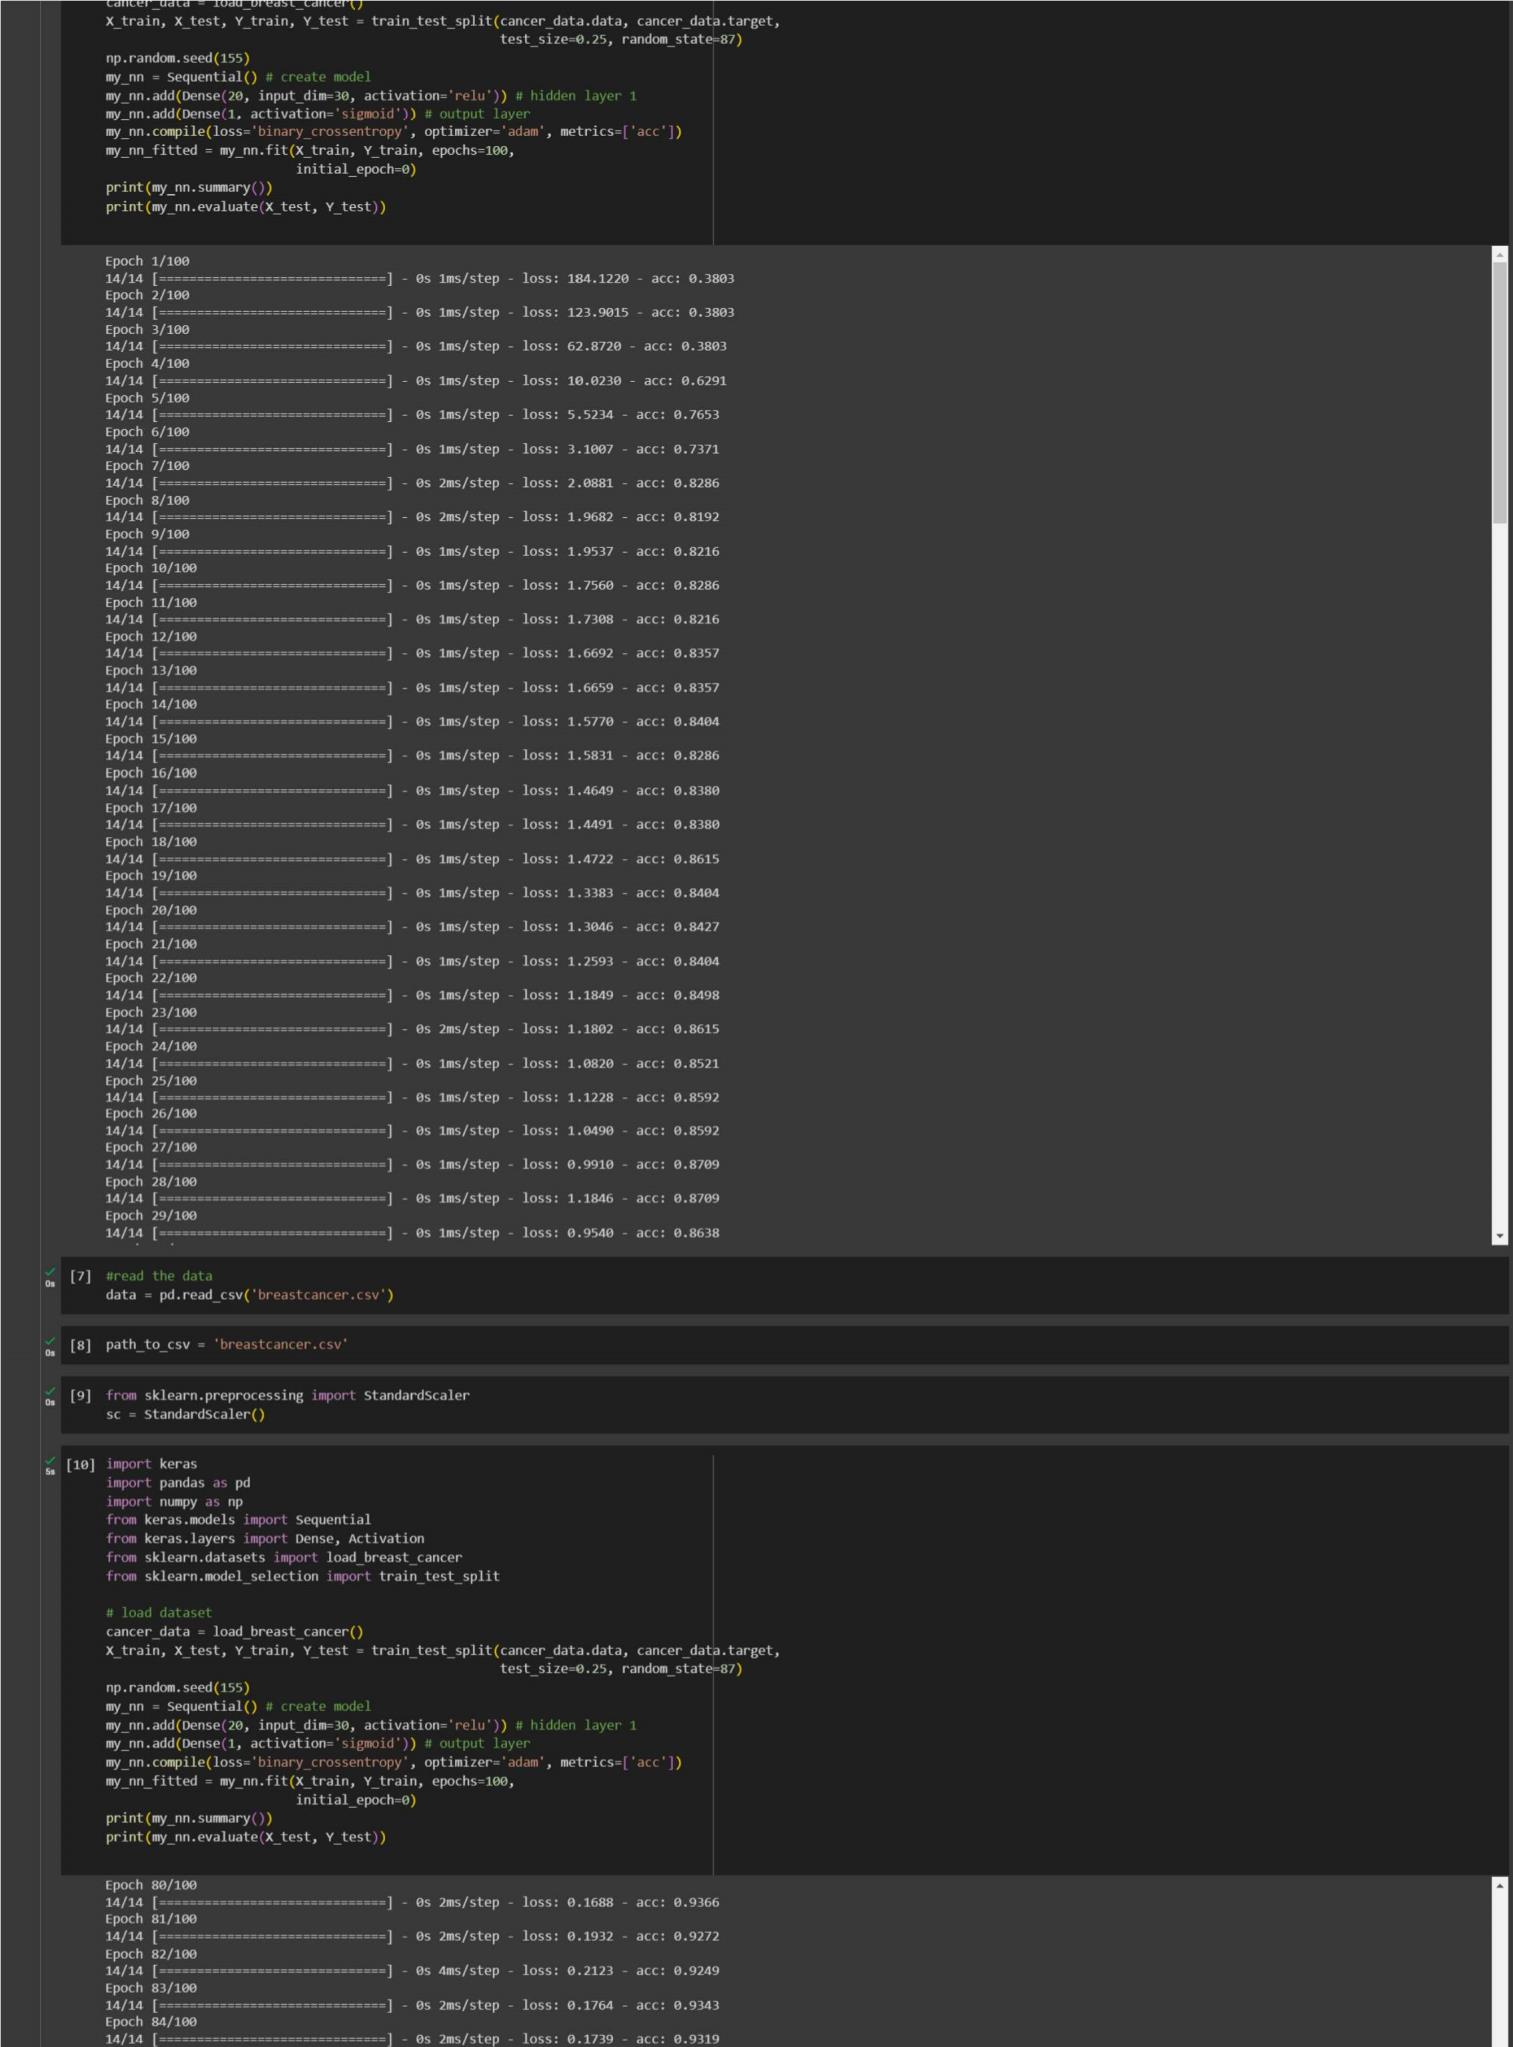 cancer_data = load_breast_cancer()
X_train, X_test, Y_train, Y_test = train_test_split(cancer_data.data, cancer_data.target,
test_size=0.25, random_state=87)
np.random.seed(155)
my_nn = Sequential() # create model
my_nn.add(Dense(20, input_dim=30, activation='relu')) # hidden layer 1
my_nn.add(Dense(1, activation='sigmoid')) # output layer
my_nn.compile(loss='binary_crossentropy', optimizer='adam', metrics=['acc'])
my_nn_fitted = my_nn.fit(X_train, Y_train, epochs=100,
initial_epoch=0)
print(my_nn.summary())
print(my_nn.evaluate(X_test, Y_test))
Epoch 1/100
14/14 [==============================] - 0s 1ms/step - loss: 184.1220 - acc: 0.3803
Epoch 2/100
14/14 [==============================] - 0s 1ms/step - loss: 123.9015 - acc: 0.3803
Epoch 3/100
14/14 [==============================] - 0s 1ms/step - loss: 62.8720 - acc: 0.3803
Epoch 4/100
14/14 [==============================] - 0s 1ms/step - loss: 10.0230 - acc: 0.6291
Epoch 5/100
14/14 [==============================] - 0s 1ms/step - loss: 5.5234 - acc: 0.7653
Epoch 6/100
14/14 [==============================] - 0s 1ms/step - loss: 3.1007 - acc: 0.7371
Epoch 7/100
14/14 [==============================] - 0s 2ms/step - loss: 2.0881 - acc: 0.8286
Epoch 8/100
14/14 [==============================] - 0s 2ms/step - loss: 1.9682 - acc: 0.8192
Epoch 9/100
14/14 [==============================] - 0s 1ms/step - loss: 1.9537 - acc: 0.8216
Epoch 10/100
14/14 [==============================] - 0s 1ms/step - loss: 1.7560 - acc: 0.8286
Epoch 11/100
14/14 [==============================] - 0s 1ms/step - loss: 1.7308 - acc: 0.8216
Epoch 12/100
14/14 [==============================] - 0s 1ms/step - loss: 1.6692 - acc: 0.8357
Epoch 13/100
14/14 [==============================] - 0s 1ms/step - loss: 1.6659 - acc: 0.8357
Epoch 14/100
14/14 [==============================] - 0s 1ms/step - loss: 1.5770 - acc: 0.8404
Epoch 15/100
14/14 [==============================] - 0s 1ms/step - loss: 1.5831 - acc: 0.8286
Epoch 16/100
14/14 [==============================] - 0s 1ms/step - loss: 1.4649 - acc: 0.8380
Epoch 17/100
14/14 [==============================] - 0s 1ms/step - loss: 1.4491 - acc: 0.8380
Epoch 18/100
14/14 [==============================] - 0s 1ms/step - loss: 1.4722 - acc: 0.8615
Epoch 19/100
14/14 [==============================] - 0s 1ms/step - loss: 1.3383 - acc: 0.8404
Epoch 20/100
14/14 [==============================] - 0s 1ms/step - loss: 1.3046 - acc: 0.8427
Epoch 21/100
14/14 [==============================] - 0s 1ms/step - loss: 1.2593 - acc: 0.8404
Epoch 22/100
14/14 [==============================] - 0s 1ms/step - loss: 1.1849 - acc: 0.8498
Epoch 23/100
14/14 [==============================] - 0s 2ms/step - loss: 1.1802 - acc: 0.8615
Epoch 24/100
14/14 [==============================] - 0s 1ms/step - loss: 1.0820 - acc: 0.8521
Epoch 25/100
14/14 [==============================] - 0s 1ms/step - loss: 1.1228 - acc: 0.8592
Epoch 26/100
14/14 [==============================] - 0s 1ms/step - loss: 1.0490 - acc: 0.8592
Epoch 27/100
14/14 [==============================] - 0s 1ms/step - loss: 0.9910 - acc: 0.8709
Epoch 28/100
14/14 [==============================] - 0s 1ms/step - loss: 1.1846 - acc: 0.8709
Epoch 29/100
14/14 [==============================] - 0s 1ms/step - loss: 0.9540 - acc: 0.8638
0s [7] #read the data
data = pd.read_csv('breastcancer.csv')
0s [8] path_to_csv = 'breastcancer.csv'
0s [9] from sklearn.preprocessing import StandardScaler
sc = StandardScaler()
5s [10] import keras
import pandas as pd
import numpy as np
from keras.models import Sequential
from keras.layers import Dense, Activation
from sklearn.datasets import load_breast_cancer
from sklearn.model_selection import train_test_split
# load dataset
cancer_data = load_breast_cancer()
X_train, X_test, Y_train, Y_test = train_test_split(cancer_data.data, cancer_data.target,
test_size=0.25, random_state=87)
np.random.seed(155)
my_nn = Sequential() # create model
my_nn.add(Dense(20, input_dim=30, activation='relu')) # hidden layer 1
my_nn.add(Dense(1, activation='sigmoid')) # output layer
my_nn.compile(loss='binary_crossentropy', optimizer='adam', metrics=['acc'])
my_nn_fitted = my_nn.fit(X_train, Y_train, epochs=100,
initial_epoch=0)
print(my_nn.summary())
print(my_nn.evaluate(X_test, Y_test))
Epoch 80/100
14/14 [==============================] - 0s 2ms/step - loss: 0.1688 - acc: 0.9366
Epoch 81/100
14/14 [==============================] - 0s 2ms/step - loss: 0.1932 - acc: 0.9272
Epoch 82/100
14/14 [==============================] - 0s 4ms/step - loss: 0.2123 - acc: 0.9249
Epoch 83/100
14/14 [==============================] - 0s 2ms/step - loss: 0.1764 - acc: 0.9343
Epoch 84/100
14/14 [==============================] - 0s 2ms/step - loss: 0.1739 - acc: 0.9319